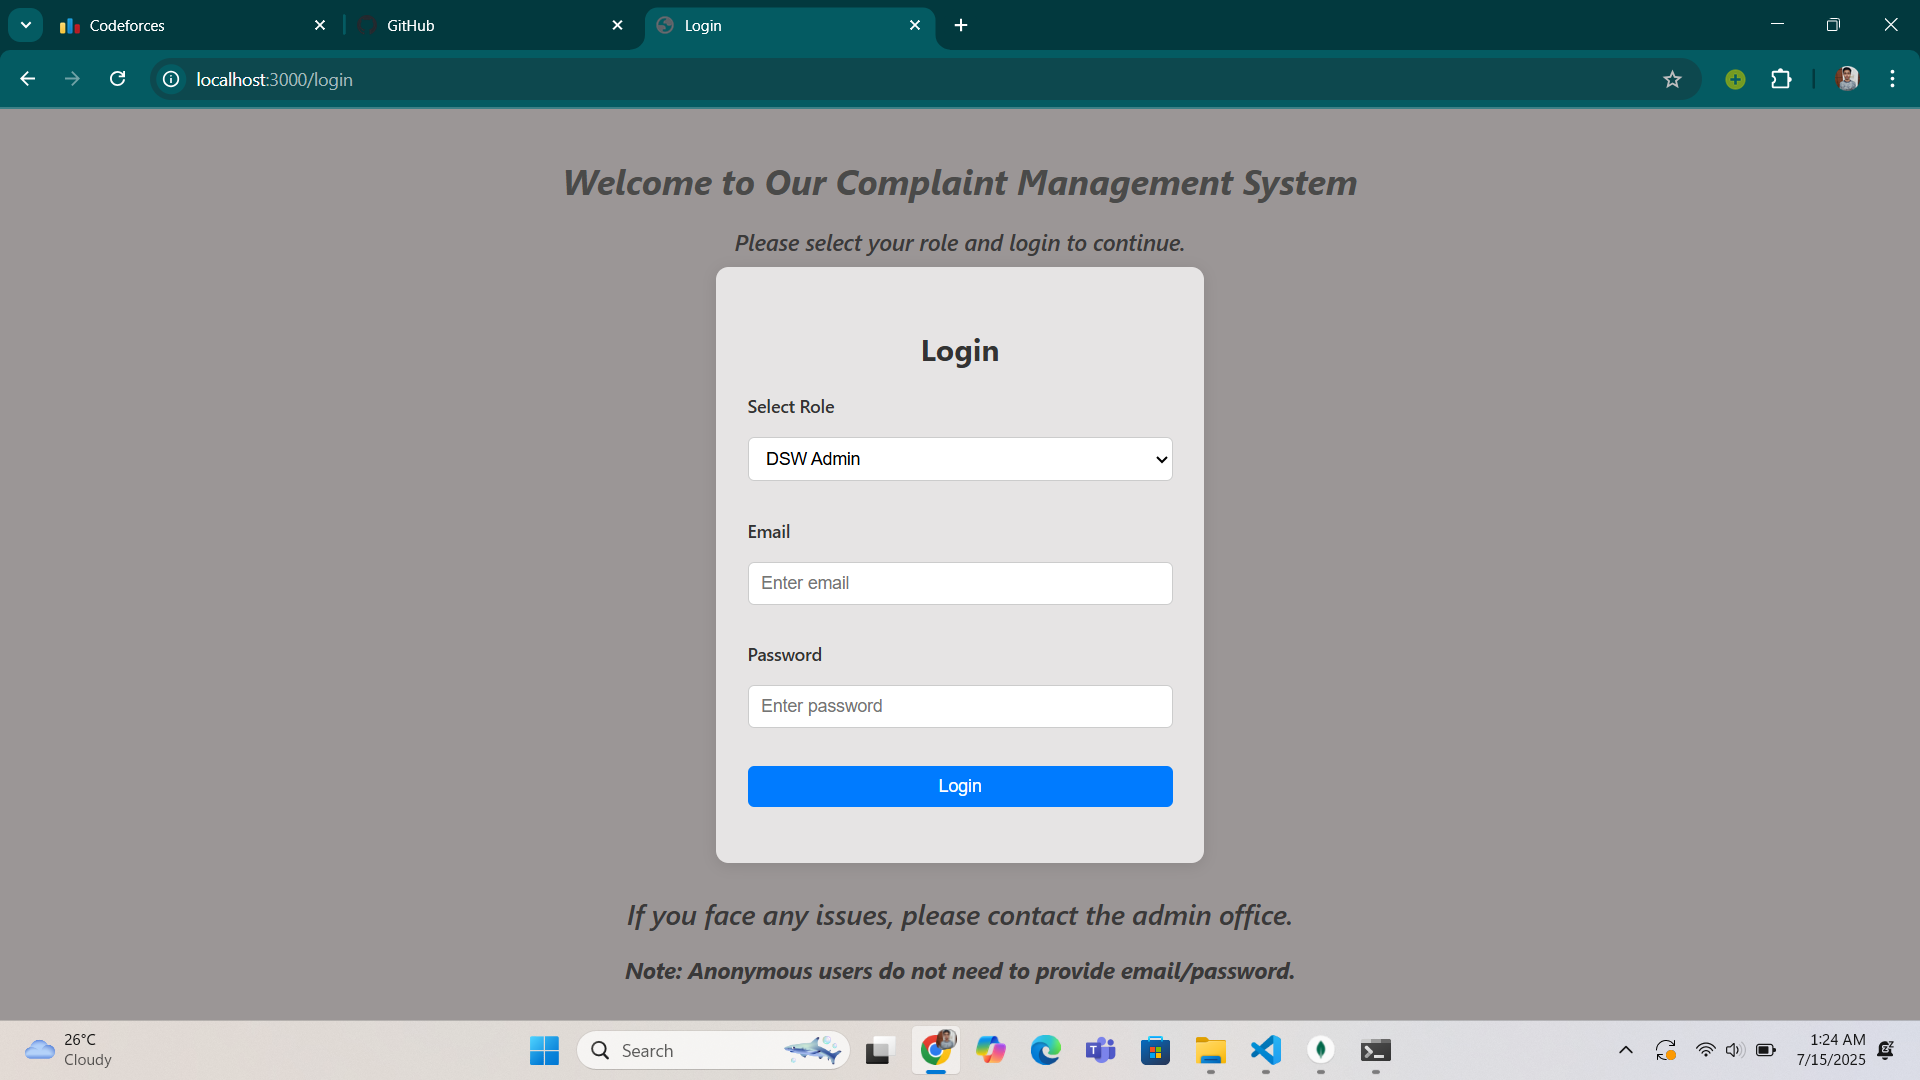 Codeforces
GitHub
Login
localhost:3000/login
Welcome to Our Complaint Management System
Please select your role and login to continue.
Login
Select Role
DSW Admin
Email
Enter email
Password
Enter password
Login
If you face any issues, please contact the admin office.
Note: Anonymous users do not need to provide email/password.
26°C
Cloudy
Search
1:24 AM
7/15/2025